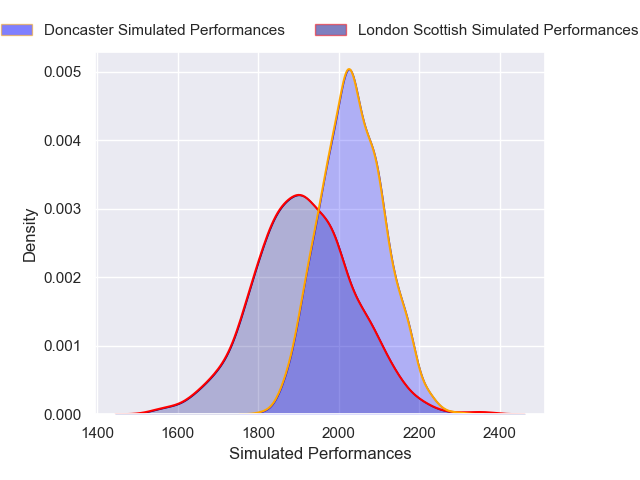 Doncaster Simulated Performances London Scottish Simulated Performances
0.005
0.004
0.003
0.002
0.001
0.000
Density
1400 1600 1800 2000 2200 2400
Simulated Performances